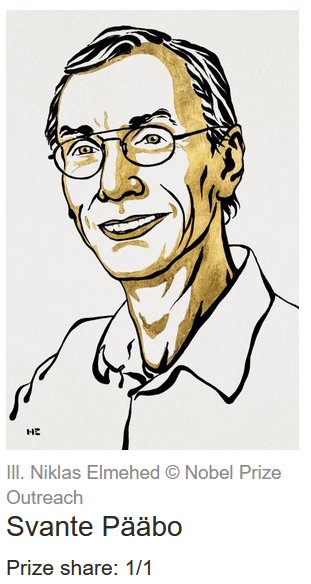 Ill. Niklas Elmehed © Nobel Prize
Outreach
Svante Pääbo
Prize share: 1/1